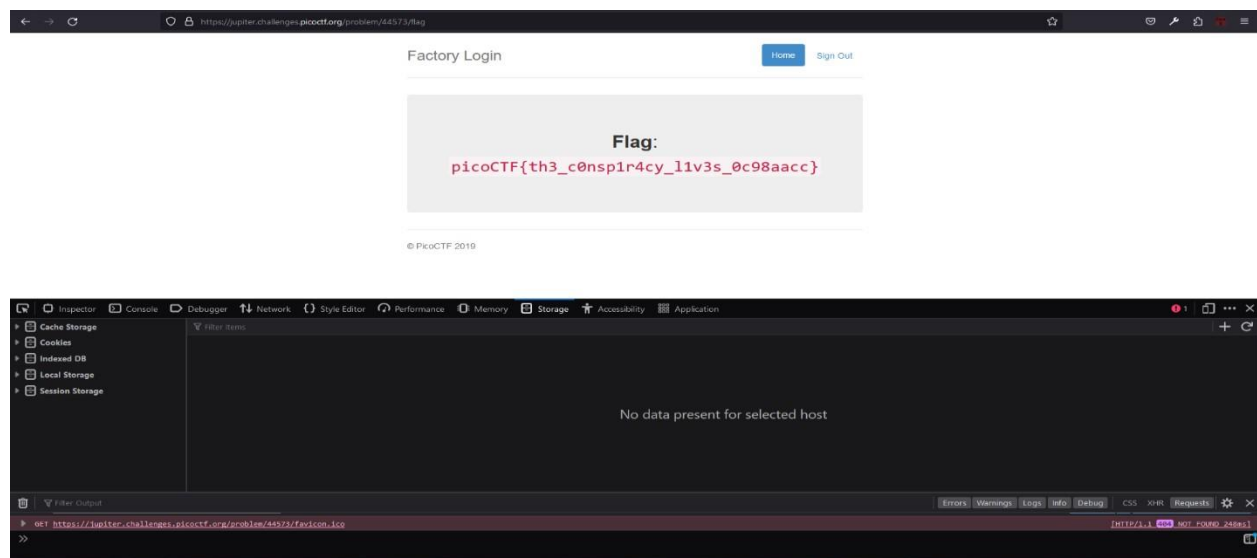 https://jupiter.challenges.picoctf.org/problem/44573/flag
Factory Login
Home
Sign Out
Flag:
picoCTF{th3_c0nsp1r4cy_l1v3s_0c98aacc}
© PicoCTF 2019
Inspector Console Debugger Network Style Editor Performance Memory Storage Accessibility Application 1
Cache Storage
Filter items
Cookies
Indexed DB
Local Storage
Session Storage
No data present for selected host
Filter Output
Errors Warnings Logs Info Debug CSS XHR Requests
GET https://jupiter.challenges.picoctf.org/problem/44573/favicon.ico
[HTTP/1.1 404 NOT FOUND 248ms]